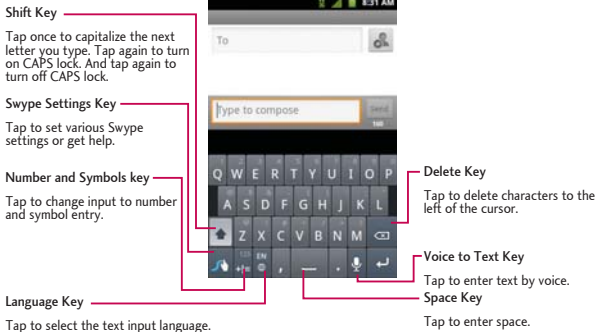 Shift Key
Tap once to capitalize the next
letter you type. Tap again to turn
on CAPS lock. And tap again to
turn off CAPS lock.
Swype Settings Key
Tap to set various Swype
settings or get help.
Number and Symbols key
Tap to change input to number
and symbol entry.
Language Key
Tap to select the text input language.
8:31 AM
To
Type to compose
Send
160
Q W E R T Y U I O P
A S D F G H J K L
Z X C V B N M
123 EN
+!= , .
Delete Key
Tap to delete characters to the
left of the cursor.
Voice to Text Key
Tap to enter text by voice.
Space Key
Tap to enter space.